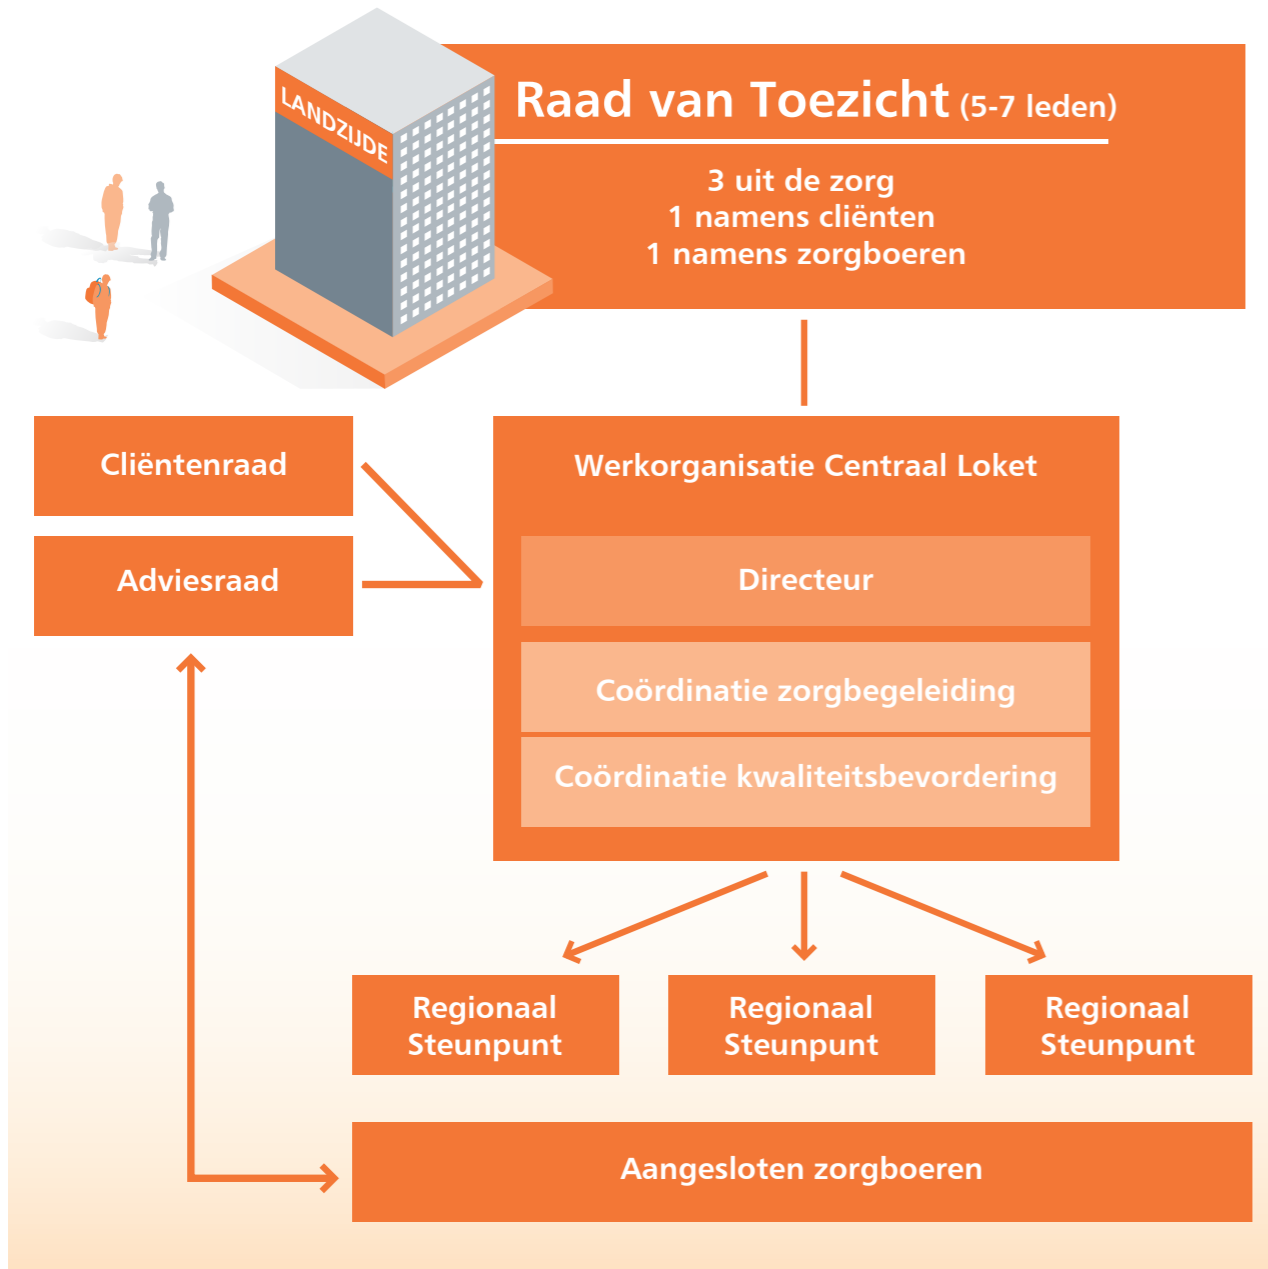 LANDZIJDE
Raad van Toezicht (5-7 leden)
3 uit de zorg
1 namens cliënten
1 namens zorgboeren
Cliëntenraad
Adviesraad
Werkorganisatie Centraal Loket
Directeur
Coördinatie zorgbegeleiding
Coördinatie kwaliteitsbevordering
Regionaal
Steunpunt
Regionaal
Steunpunt
Regionaal
Steunpunt
Aangesloten zorgboeren